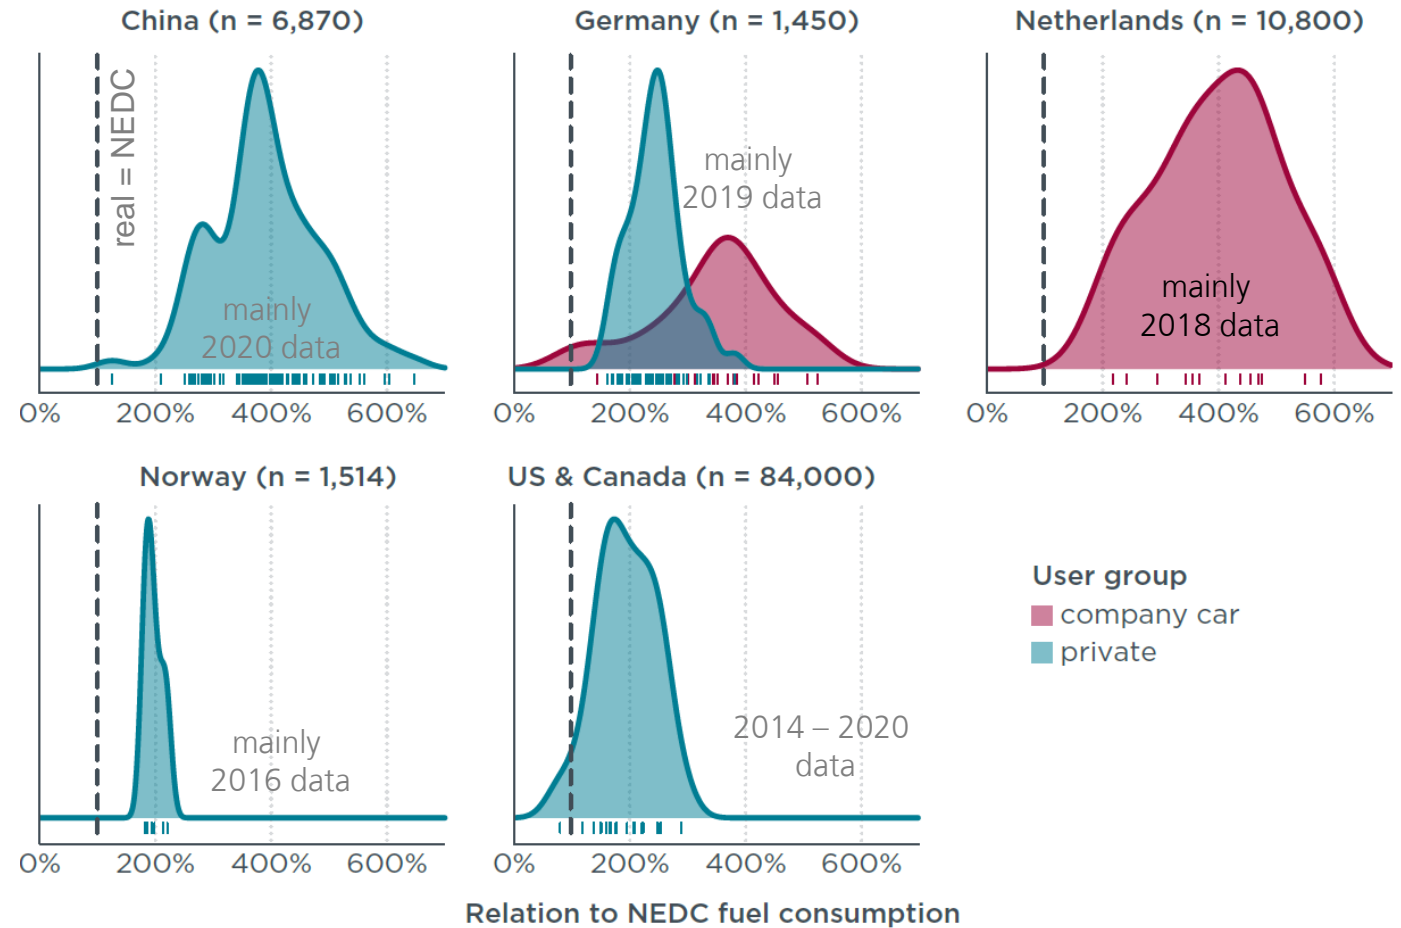 China (n = 6,870)
Germany (n = 1,450)
Netherlands (n = 10,800)
real = NEDC
mainly
2020 data
mainly
2019 data
mainly
2018 data
0% 200% 400% 600%
0% 200% 400% 600%
0% 200% 400% 600%
Norway (n = 1,514)
US & Canada (n = 84,000)
mainly
2016 data
2014 – 2020
data
User group
company car
private
0% 200% 400% 600%
0% 200% 400% 600%
Relation to NEDC fuel consumption